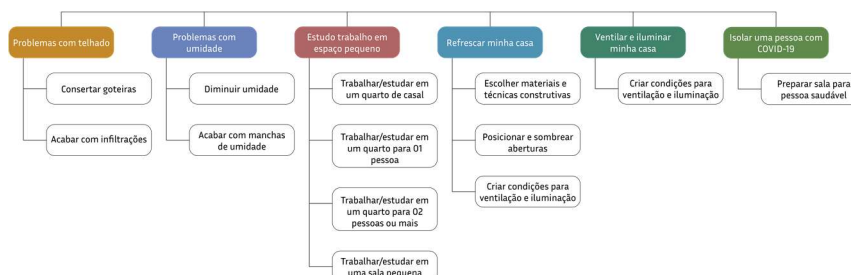 Problemas com telhado
Consertar goteiras
Acabar com infiltrações
Problemas com
umidade
Diminuir umidade
Acabar com manchas
de umidade
Estudo trabalho em
espaço pequeno
Trabalhar/estudar em
um quarto de casal
Trabalhar/estudar em
um quarto para 01
pessoa
Trabalhar/estudar em
um quarto para 02
pessoas ou mais
Trabalhar/estudar em
uma sala pequena
Refrescar minha casa
Escolher materiais e
técnicas construtivas
Posicionar e sombrear
aberturas
Criar condições para
ventilação e iluminação
Ventilar e iluminar
minha casa
Criar condições para
ventilação e iluminação
Isolar uma pessoa com
COVID-19
Preparar sala para
pessoa saudável